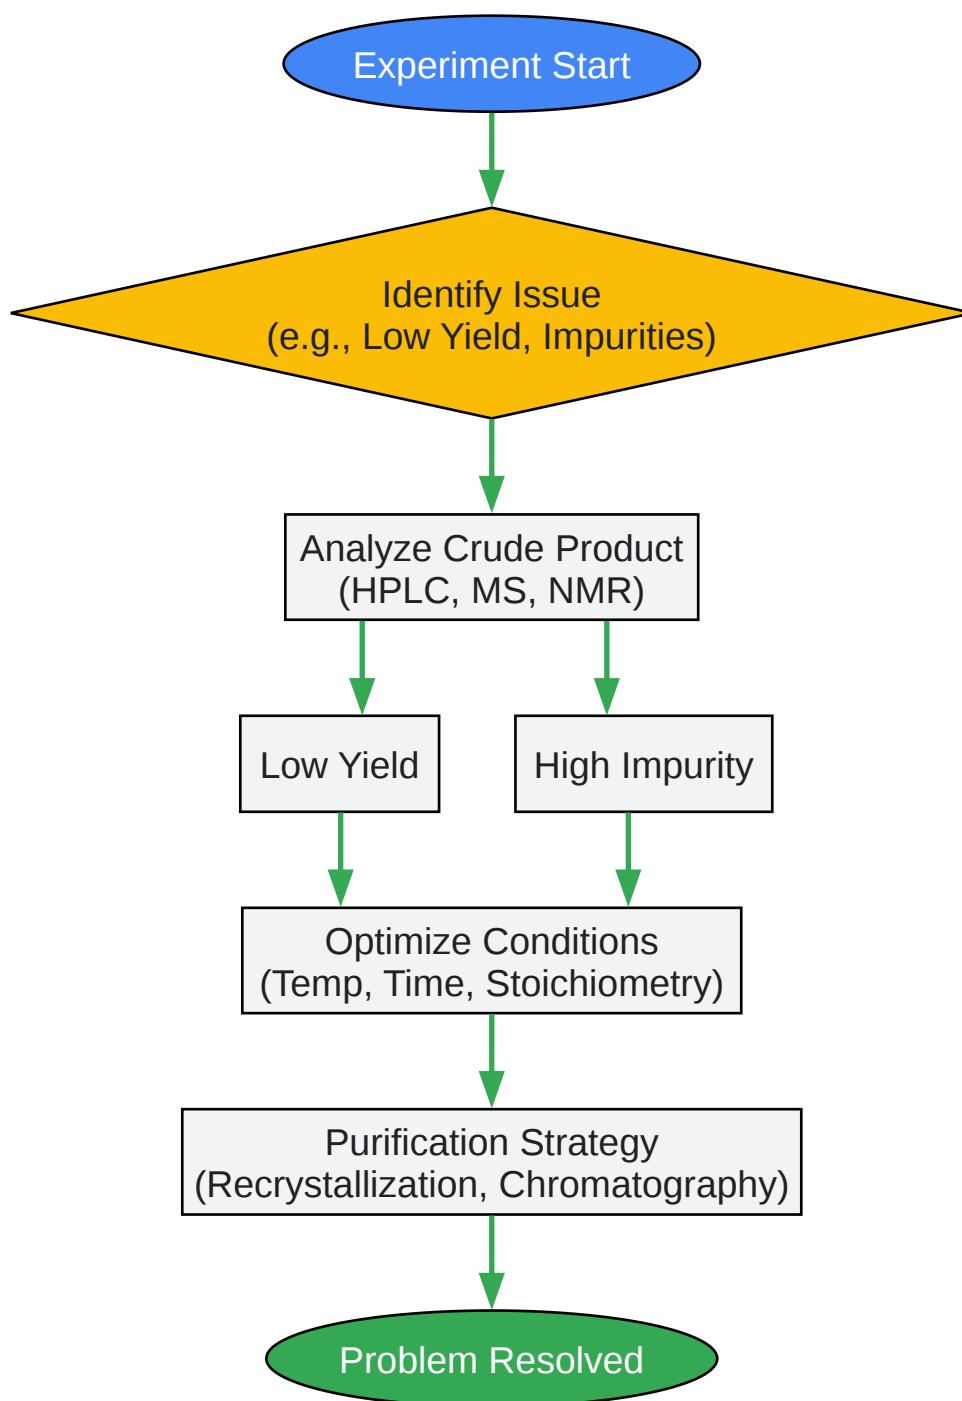 Experiment Start
Identify Issue
(e.g., Low Yield, Impurities)
Analyze Crude Product
(HPLC, MS, NMR)
Low Yield
High Impurity
Optimize Conditions
(Temp, Time, Stoichiometry)
Purification Strategy
(Recrystallization, Chromatography)
Problem Resolved